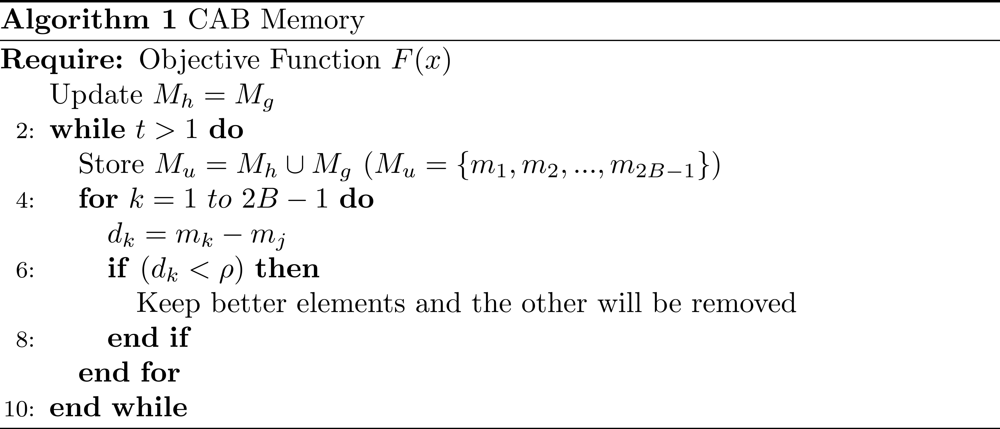 Algorithm 1 CAB Memory
Require: Objective Function F(x)
Update M_h = M_g
2: while t > 1 do
Store M_u = M_h ∪ M_g (M_u = {m_1, m_2, ..., m_{2B−1}})
4: for k = 1 to 2B − 1 do
d_k = m_k − m_j
6: if (d_k < ρ) then
Keep better elements and the other will be removed
8: end if
end for
10: end while